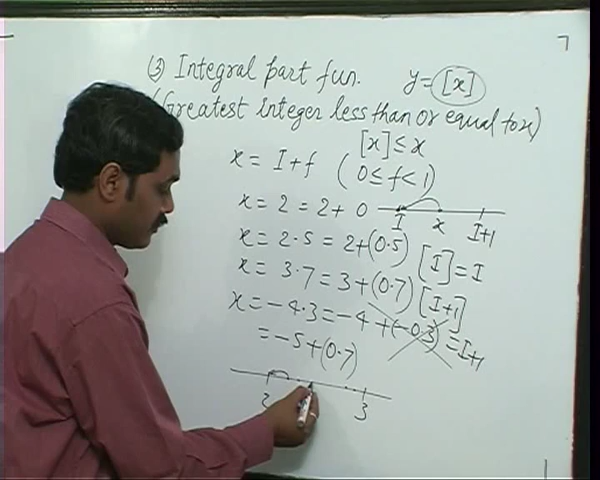 (3) Integral part fun. y = [x]
(Greatest integer less than or equal to x)
[x] ≤ x
x = I + f (0 ≤ f < 1)
x = 2 = 2 + 0
I x I+1
x = 2.5 = 2 + (0.5) [I] = I
x = 3.7 = 3 + (0.7) [I+1]
x = -4.3 = -4 + (-0.3) = I+1
= -5 + (0.7)
2 3